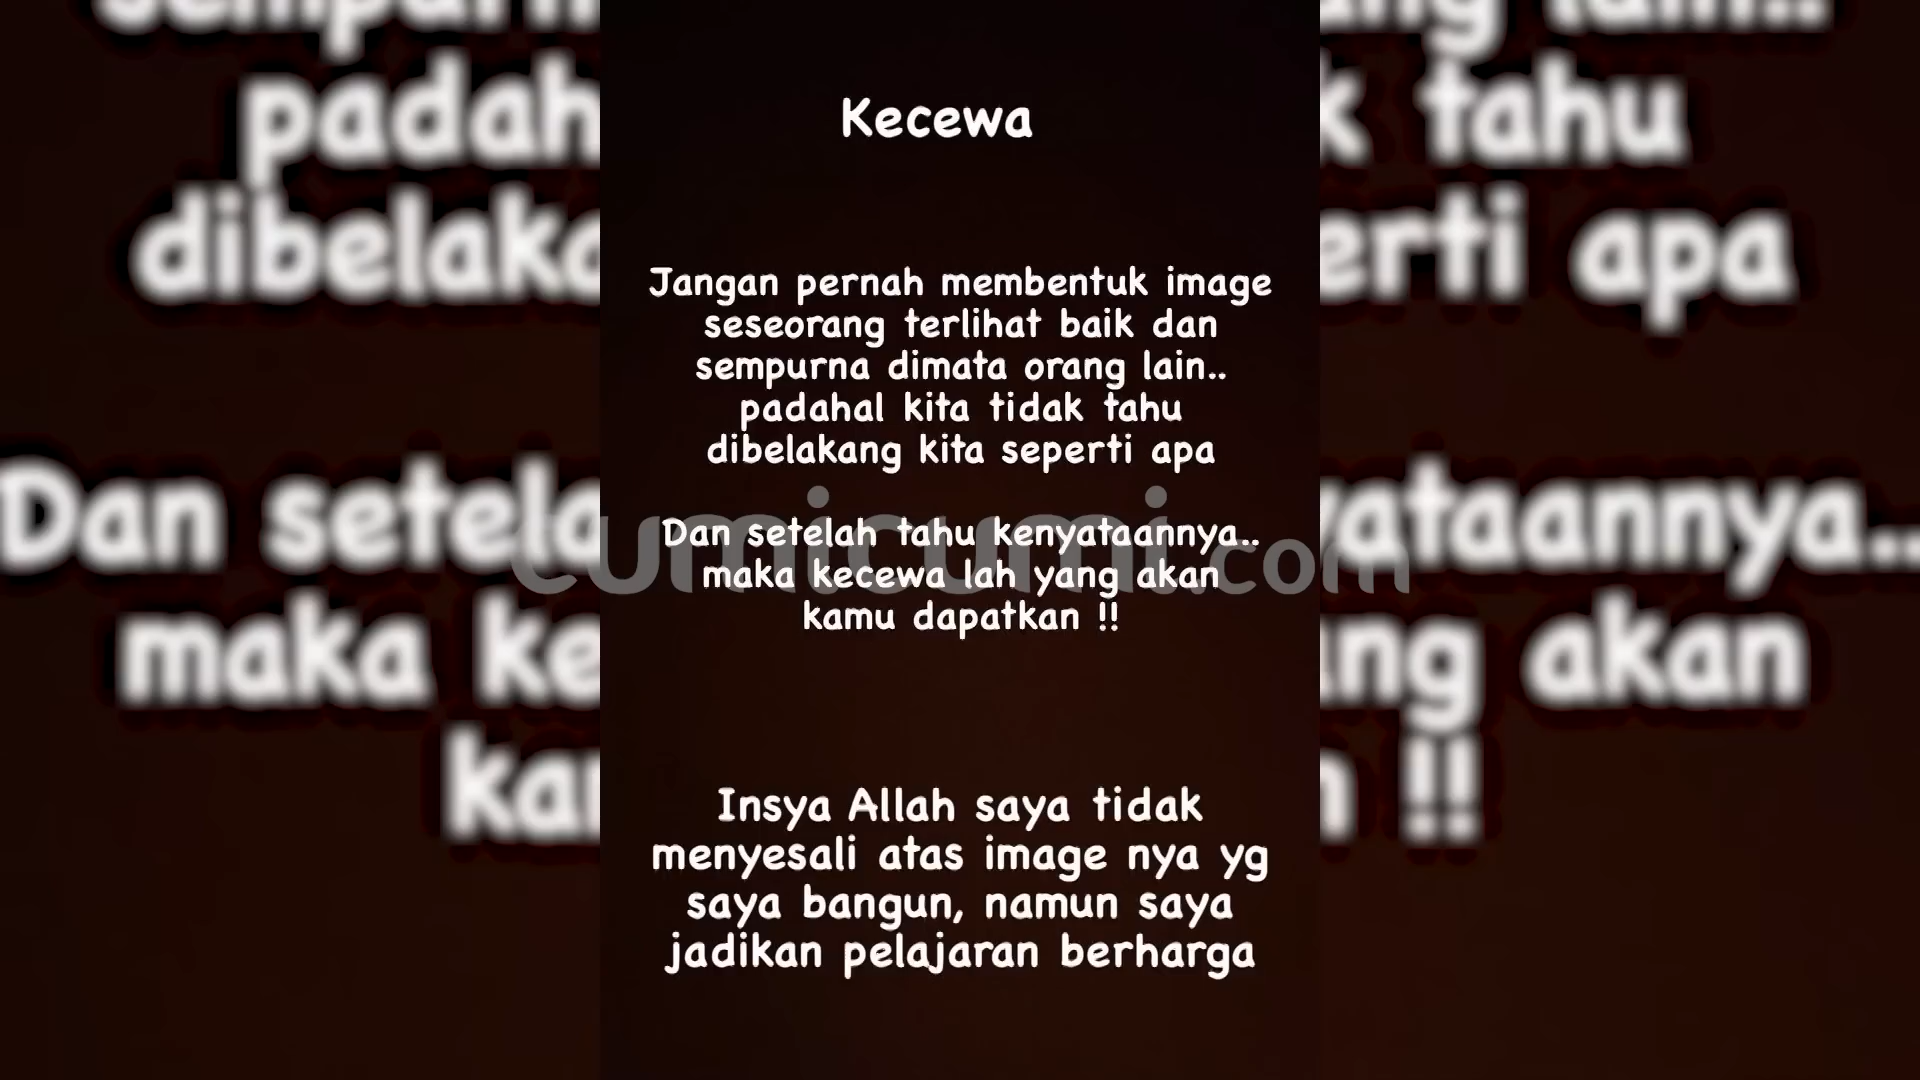 Kecewa
Jangan pernah membentuk image
seseorang terlihat baik dan
sempurna dimata orang lain..
padahal kita tidak tahu
dibelakang kita seperti apa
Dan setelah tahu kenyataannya..
maka kecewa lah yang akan
kamu dapatkan !!
cumicumi.com
Insya Allah saya tidak
menyesali atas image nya yg
saya bangun, namun saya
jadikan pelajaran berharga